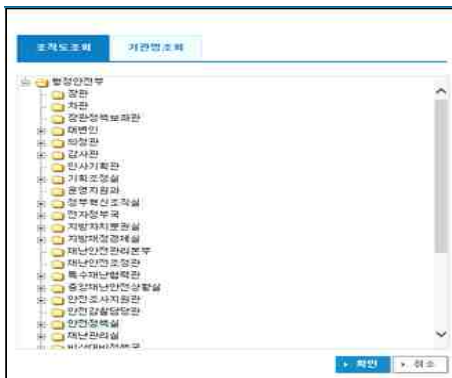 조직도조회
기관명조회
행정안전부
장관
차관
장관정책보좌관
대변인
의정관
감사관
인사기획관
기획조정실
운영지원과
정부혁신조직실
전자정부국
지방자치분권실
지방재정경제실
재난안전관리본부
재난안전조정관
특수재난협력관
중앙재난안전상황실
안전조사지원관
안전감찰담당관
안전정책실
재난관리실
비상대비정책국
확인
취소